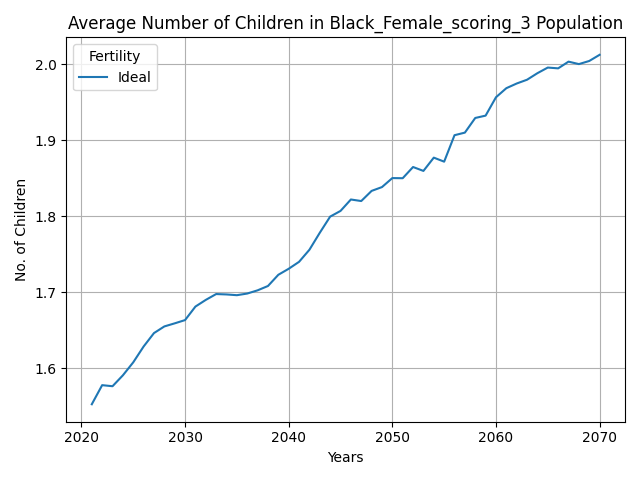 Average Number of Children in Black_Female_scoring_3 Population
Fertility
Ideal
No. of Children
2.0
1.9
1.8
1.7
1.6
2020 2030 2040 2050 2060 2070
Years